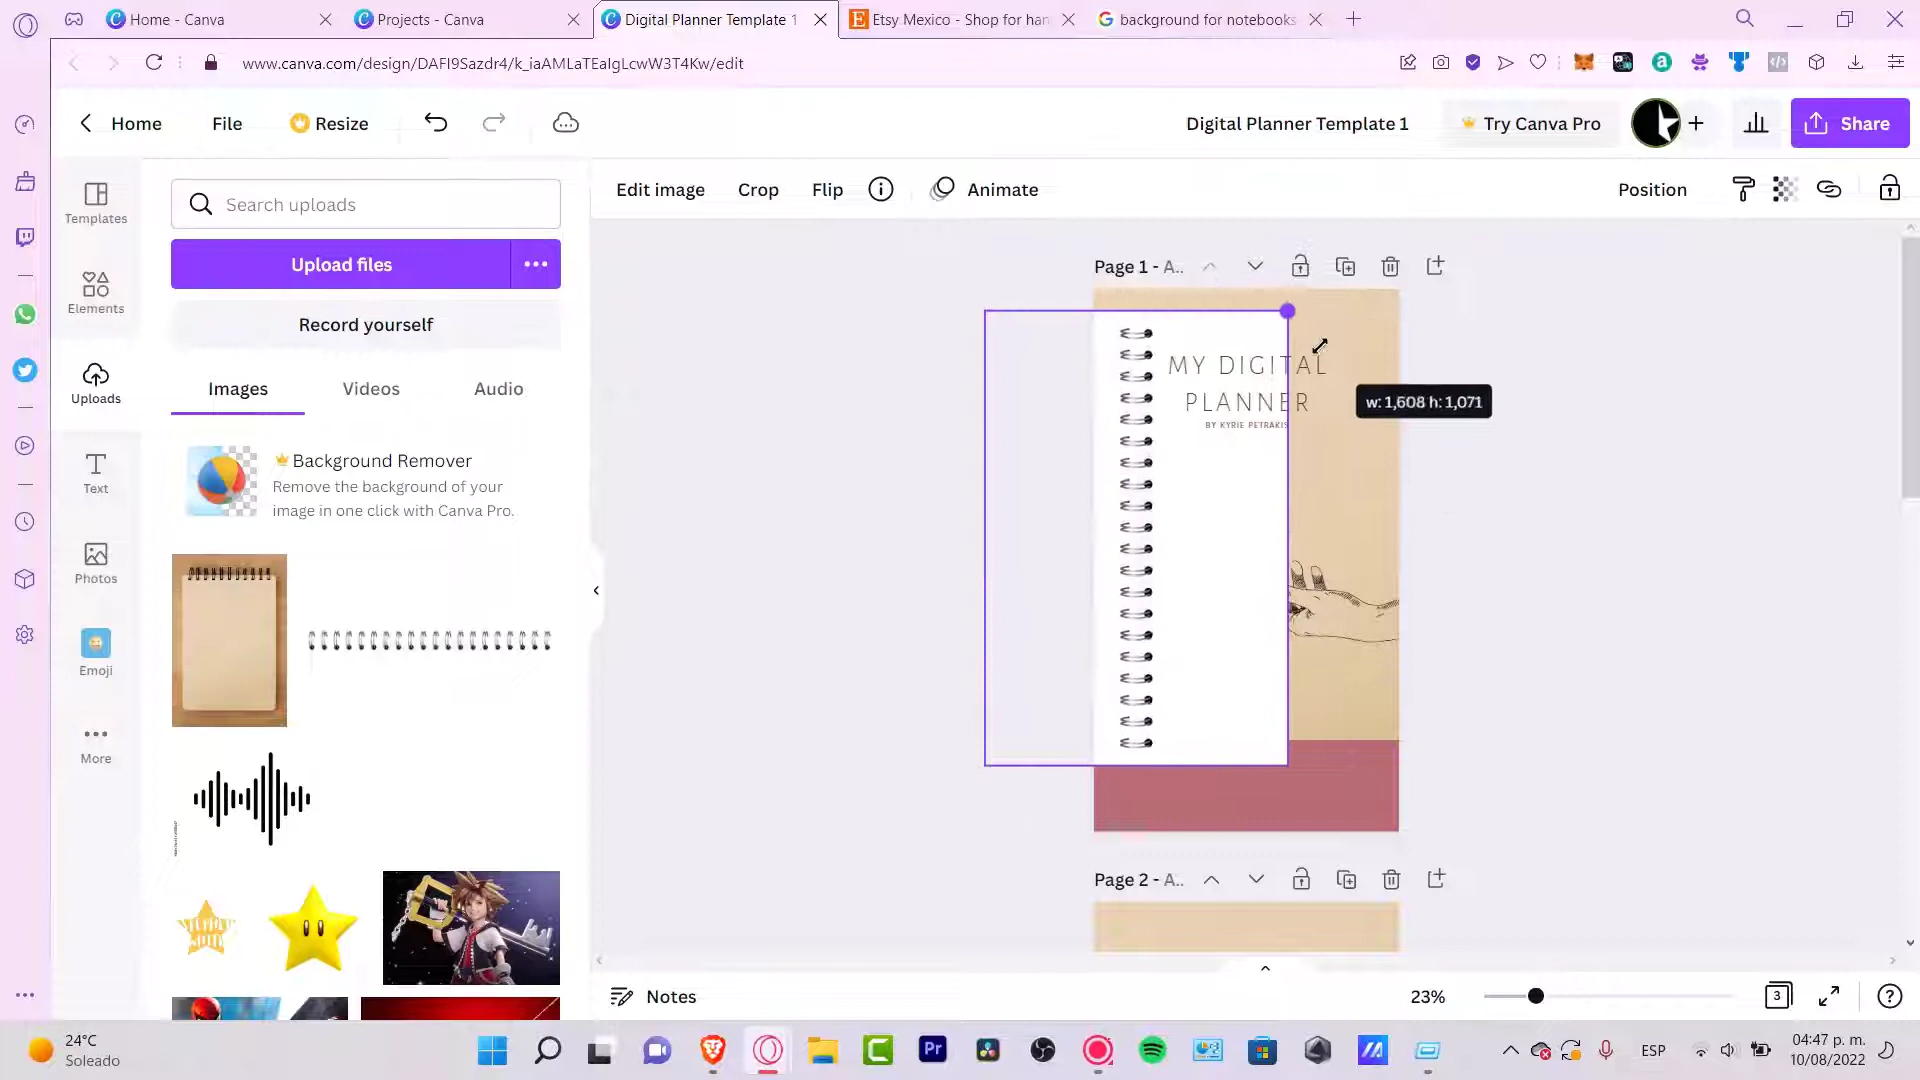 Home - Canva
Projects - Canva
Digital Planner Template 1
Etsy Mexico - Shop for han
background for notebooks
www.canva.com/design/DAFI9Sazdr4/k_iaAMLaTEaIgLcwW3T4Kw/edit
Home
File
Resize
Digital Planner Template 1
Try Canva Pro
Share
Templates
Elements
Uploads
Text
Photos
Emoji
More
Search uploads
Upload files
Record yourself
Images
Videos
Audio
Background Remover
Remove the background of your
image in one click with Canva Pro.
Edit image
Crop
Flip
Animate
Position
Page 1 - A..
MY DIGITAL
PLANNER
BY KYRIE PETRAKIS
w: 1,608 h: 1,071
Page 2 - A..
Notes
23%
3
24°C
Soleado
Pr
ESP
04:47 p. m.
10/08/2022